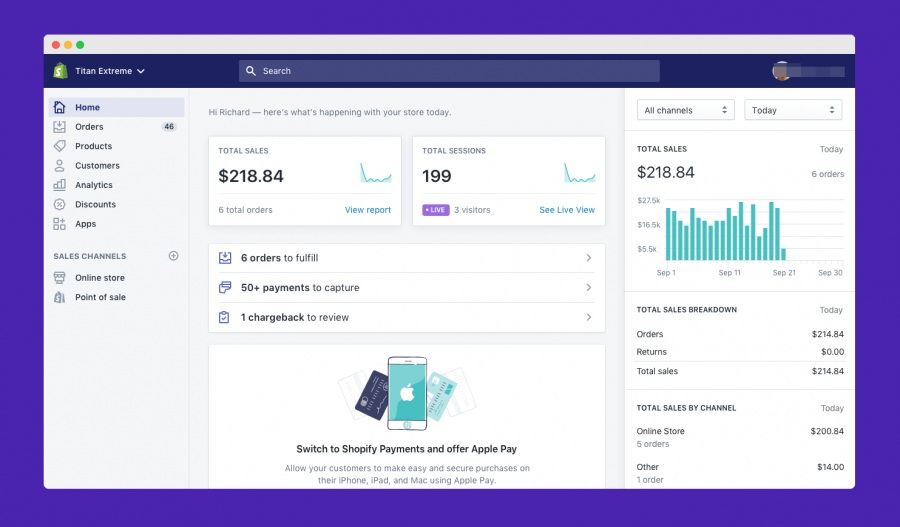 Titan Extreme
Search
Home
Orders 46
Products
Customers
Analytics
Discounts
Apps
SALES CHANNELS
Online store
Point of sale
Hi Richard — here's what's happening with your store today.
TOTAL SALES
$218.84
6 total orders View report
TOTAL SESSIONS
199
• LIVE 3 visitors See Live View
6 orders to fulfill
50+ payments to capture
1 chargeback to review
Switch to Shopify Payments and offer Apple Pay
Allow your customers to make easy and secure purchases on
their iPhone, iPad, and Mac using Apple Pay.
All channels Today
TOTAL SALES Today
$218.84 6 orders
$27.5k
$16.5k
$5.5k
Sep 1 Sep 11 Sep 21 Sep 30
TOTAL SALES BREAKDOWN Today
Orders $214.84
Returns $0.00
Total sales $214.84
TOTAL SALES BY CHANNEL Today
Online Store $200.84
5 orders
Other $14.00
1 order